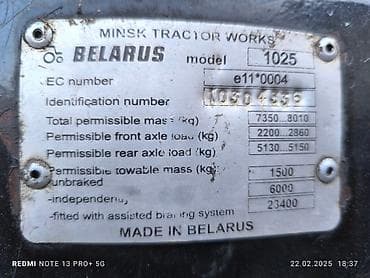 MINSK TRACTOR WORKS
BELARUS model 1025
EC number e11*0004
Identification number
Total permissible mass (kg) 7350-8010
Permissible front axle load (kg) 2200-2860
Permissible rear axle load (kg) 5130-5150
Permissible towable mass (kg)
-unbraked 1500
-independently 6000
-fitted with assisted braking system 23400
MADE IN BELARUS
REDMI NOTE 13 PRO+ 5G
22.02.2025 18:37